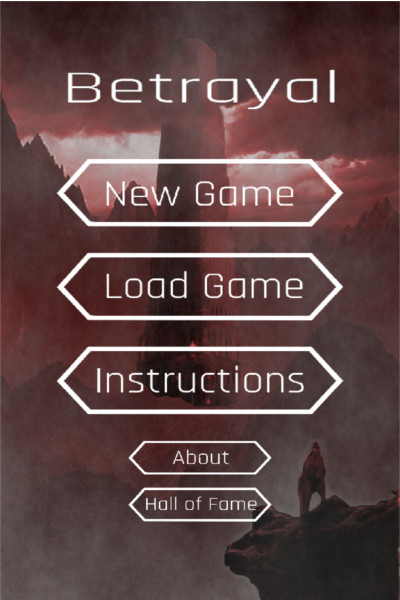 Betrayal
New Game
Load Game
Instructions
About
Hall of Fame